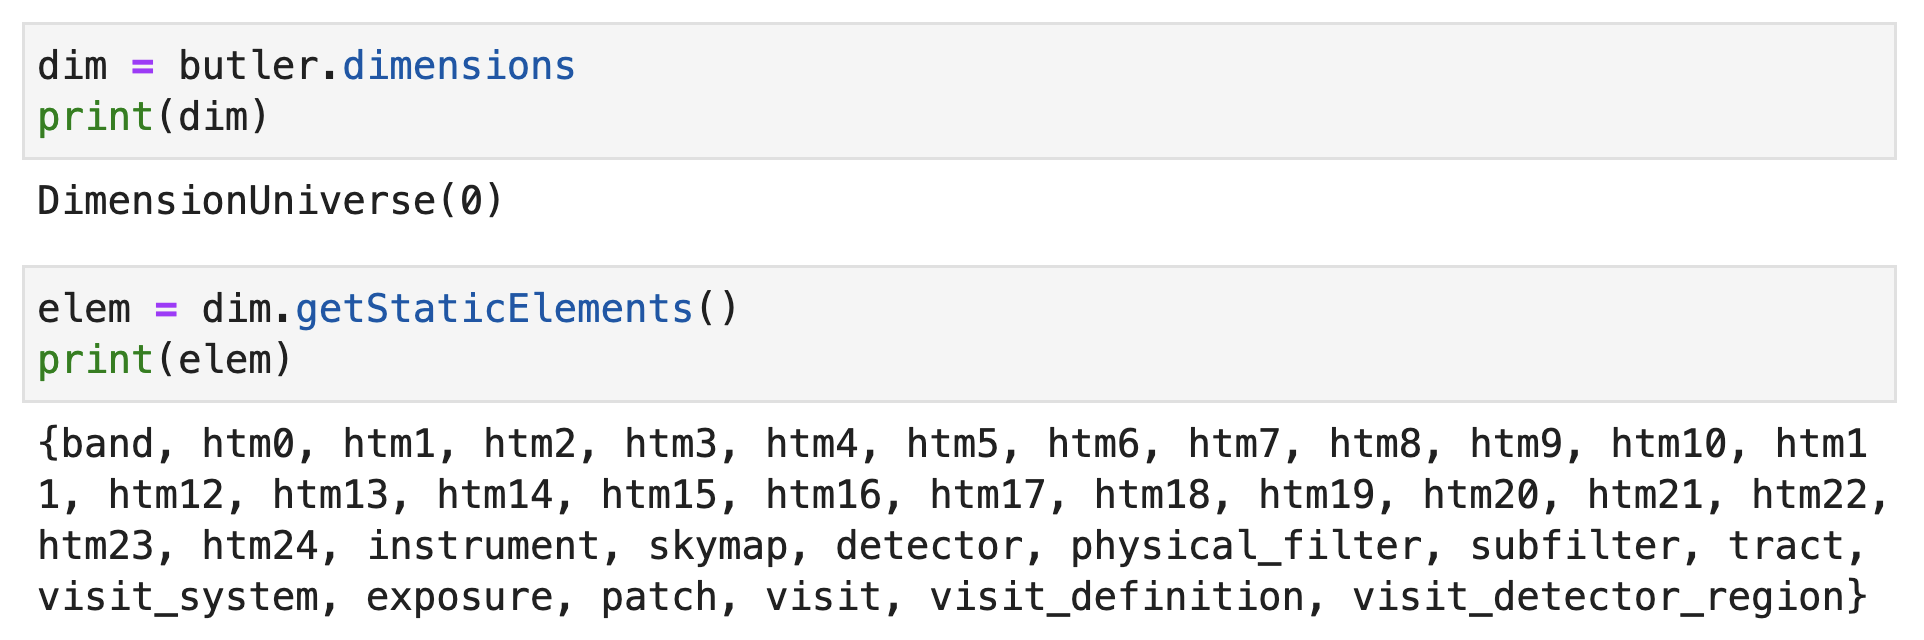 dim = butler.dimensions
print(dim)
DimensionUniverse(0)
elem = dim.getStaticElements()
print(elem)
{band, htm0, htm1, htm2, htm3, htm4, htm5, htm6, htm7, htm8, htm9, htm10, htm1
1, htm12, htm13, htm14, htm15, htm16, htm17, htm18, htm19, htm20, htm21, htm22,
htm23, htm24, instrument, skymap, detector, physical_filter, subfilter, tract,
visit_system, exposure, patch, visit, visit_definition, visit_detector_region}